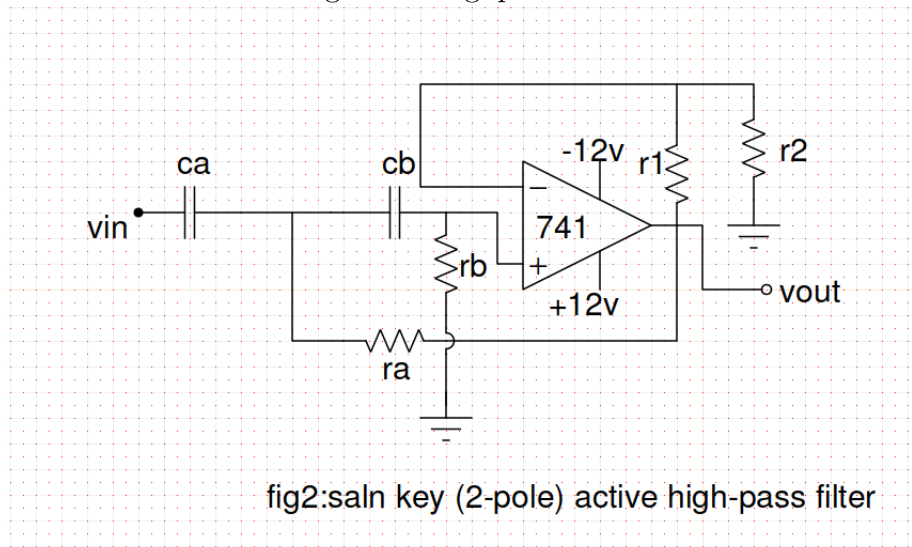 ca
cb
-12v
r1
r2
vin
741
rb
+12v
vout
ra
fig2:saln key (2-pole) active high-pass filter